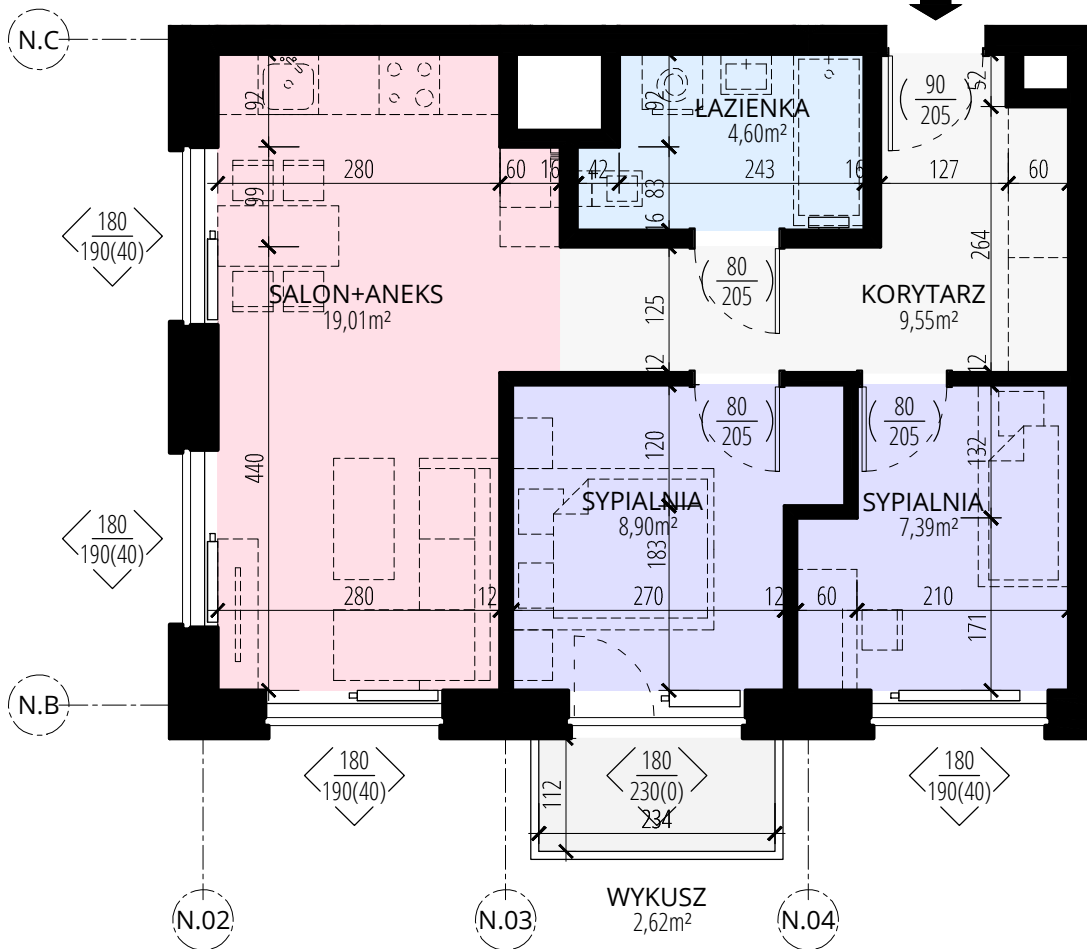 N.C
92
92
ŁAZIENKA
4,60m²
90
205
52
280
60
16
42
243
16
127
60
99
83
16
180
190(40)
264
80
205
SALON+ANEKS
19,01m²
125
KORYTARZ
9,55m²
12
12
80
205
80
205
120
132
440
SYPIALNIA
8,90m²
SYPIALNIA
7,39m²
180
190(40)
183
280
12
270
12
60
210
171
N.B
180
190(40)
180
230(0)
180
190(40)
112
234
WYKUSZ
2,62m²
N.02
N.03
N.04